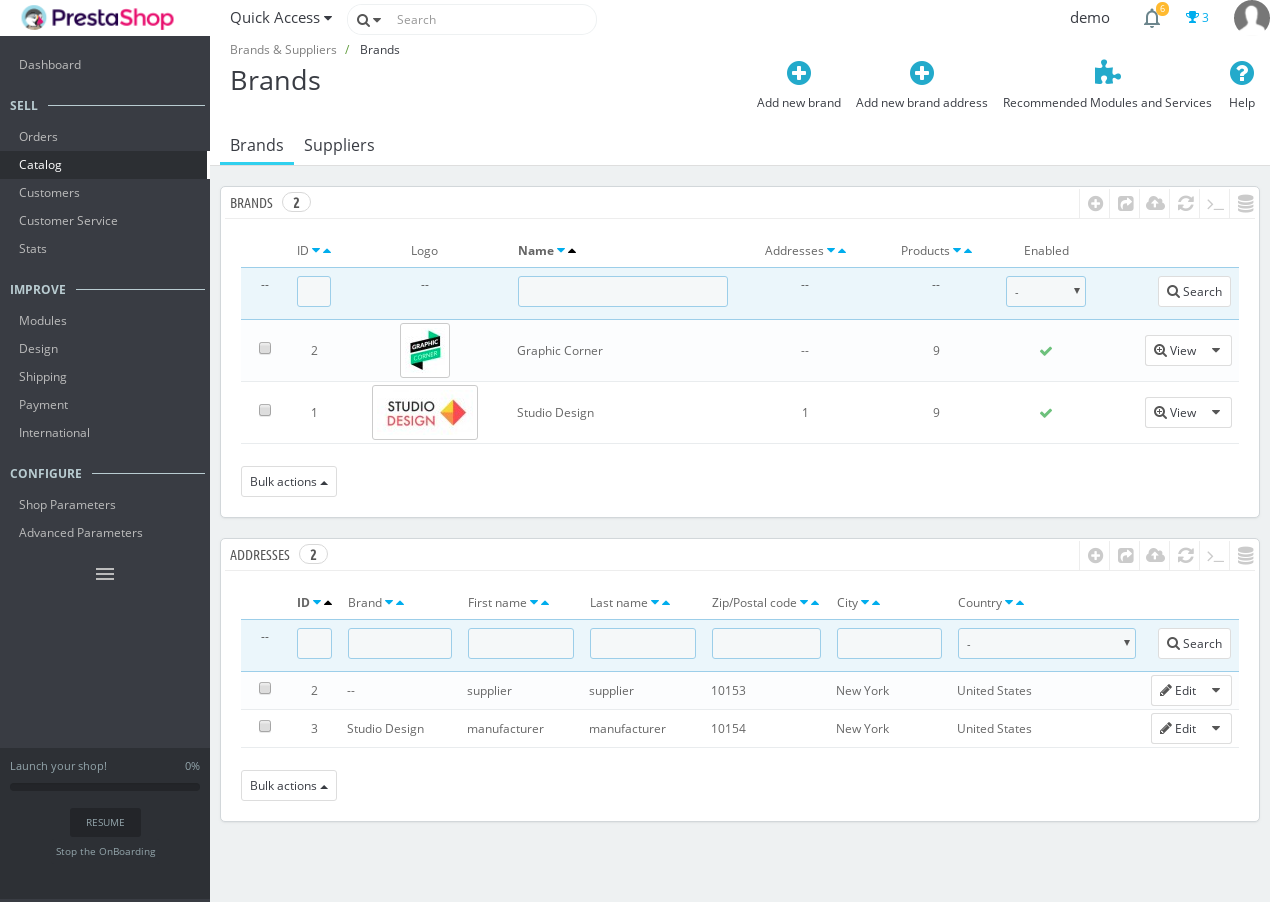 PrestaShop
Quick Access
Search
demo
6
3
Dashboard
SELL
Orders
Catalog
Customers
Customer Service
Stats
IMPROVE
Modules
Design
Shipping
Payment
International
CONFIGURE
Shop Parameters
Advanced Parameters
Launch your shop! 0%
RESUME
Stop the OnBoarding
Brands & Suppliers / Brands
Brands
Add new brand
Add new brand address
Recommended Modules and Services
Help
Brands Suppliers
BRANDS 2
ID Logo Name Addresses Products Enabled
-- -- -- -- - Search
2 GRAPHIC CORNER Graphic Corner -- 9 View
1 STUDIO DESIGN Studio Design 1 9 View
Bulk actions
ADDRESSES 2
ID Brand First name Last name Zip/Postal code City Country
-- - Search
2 -- supplier supplier 10153 New York United States Edit
3 Studio Design manufacturer manufacturer 10154 New York United States Edit
Bulk actions